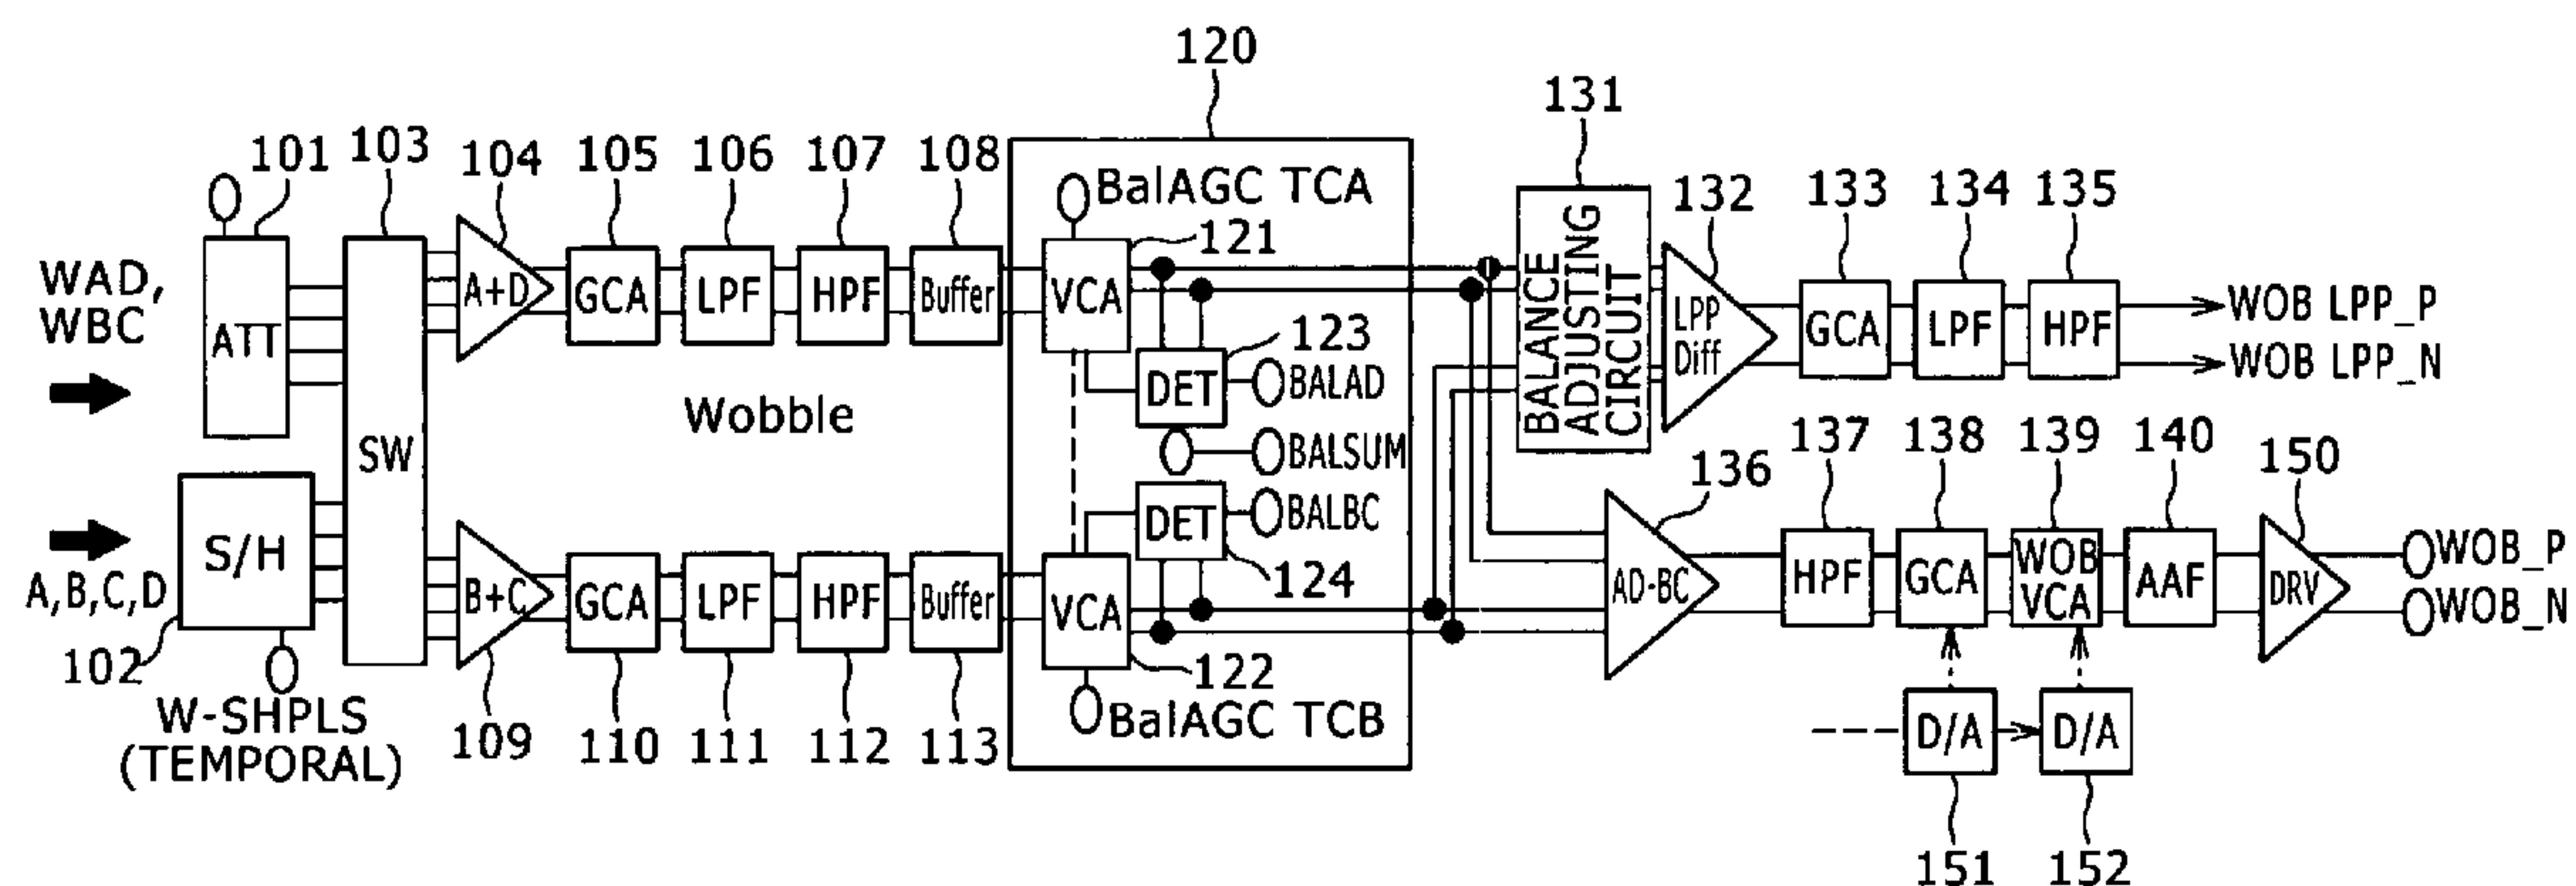 120
131
101
103
104
105
106
107
108
BalAGC TCA
121
132
133
134
135
WAD,
WBC
ATT
A+D
GCA
LPF
HPF
Buffer
VCA
BALANCE
ADJUSTING
CIRCUIT
LPP
Diff
GCA
LPF
HPF
WOB LPP_P
WOB LPP_N
123
DET
BALAD
Wobble
SW
BALSUM
136
137
138
139
140
150
S/H
A,B,C,D
102
DET
BALBC
124
B+C
GCA
LPF
HPF
Buffer
VCA
AD-BC
HPF
GCA
WOB
VCA
AAF
DRV
WOB_P
WOB_N
W-SHPLS
(TEMPORAL)
109
110
111
112
113
122
BalAGC TCB
D/A
D/A
151
152